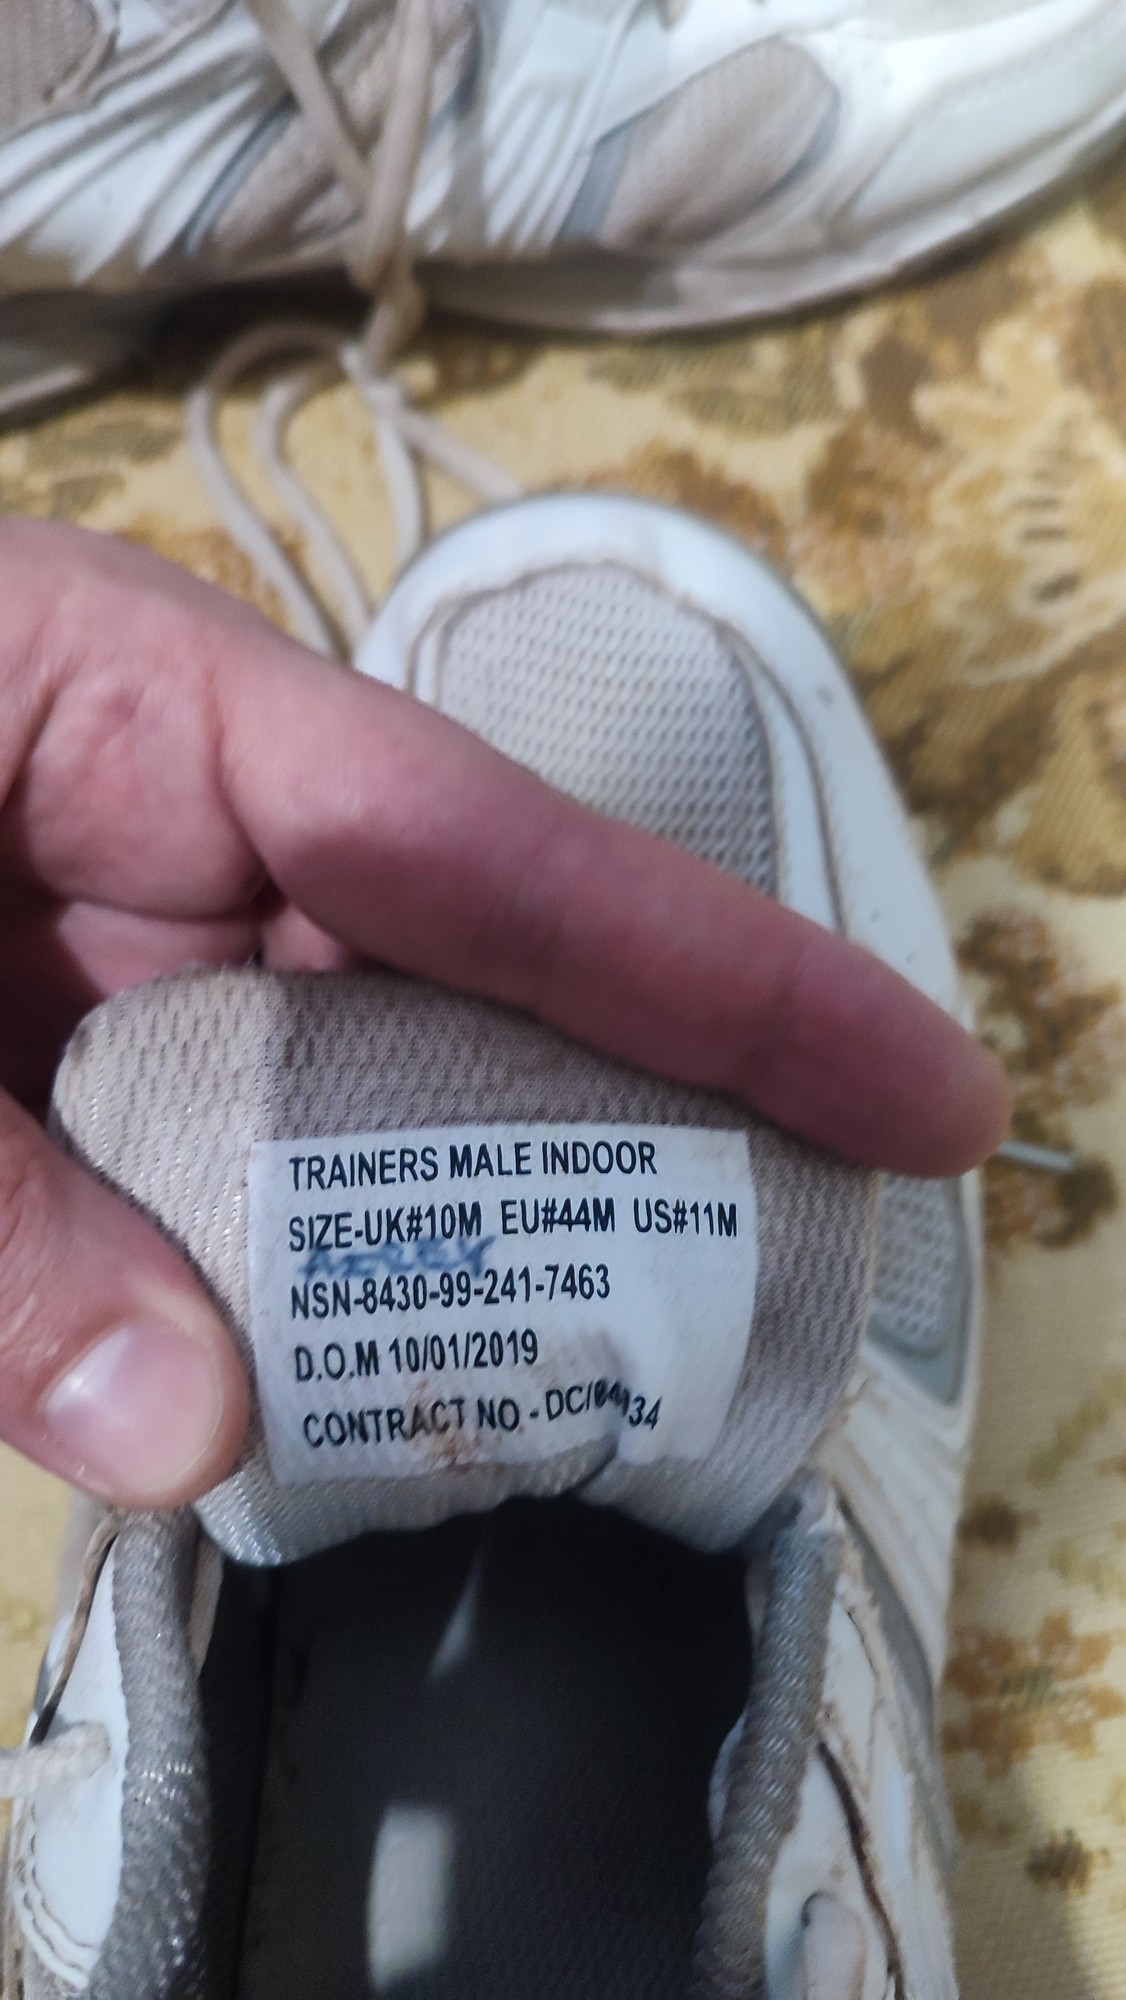 TRAINERS MALE INDOOR
SIZE-UK#10M EU#44M US#11M
NSN-8430-99-241-7463
D.O.M 10/01/2019
CONTRACT NO -